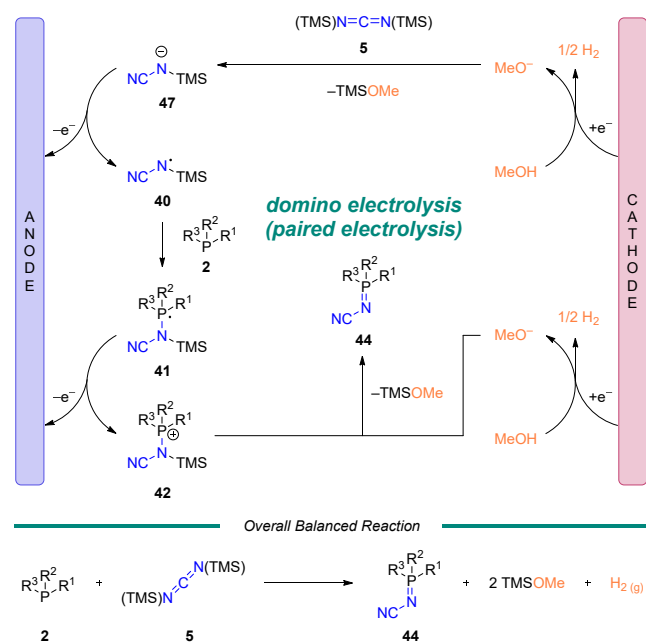 (TMS)N=C=N(TMS)
5
–TMSOMe
MeO⁻
1/2 H₂
+e⁻
MeOH
⊖
NC N TMS
47
–e⁻
NC N· TMS
40
ANODE
CATHODE
domino electrolysis
(paired electrolysis)
R³ R² R¹
P
2
R³ R² R¹
P·
N
NC TMS
41
–e⁻
R³ R² R¹
P ⊕
N
NC TMS
42
R³ R² R¹
P
N
NC
44
–TMSOMe
MeO⁻
1/2 H₂
+e⁻
MeOH
Overall Balanced Reaction
R³ R² R¹
P
2
+
N(TMS)
C
(TMS)N
5
R³ R² R¹
P
N
NC
44
+ 2 TMSOMe + H₂ (g)